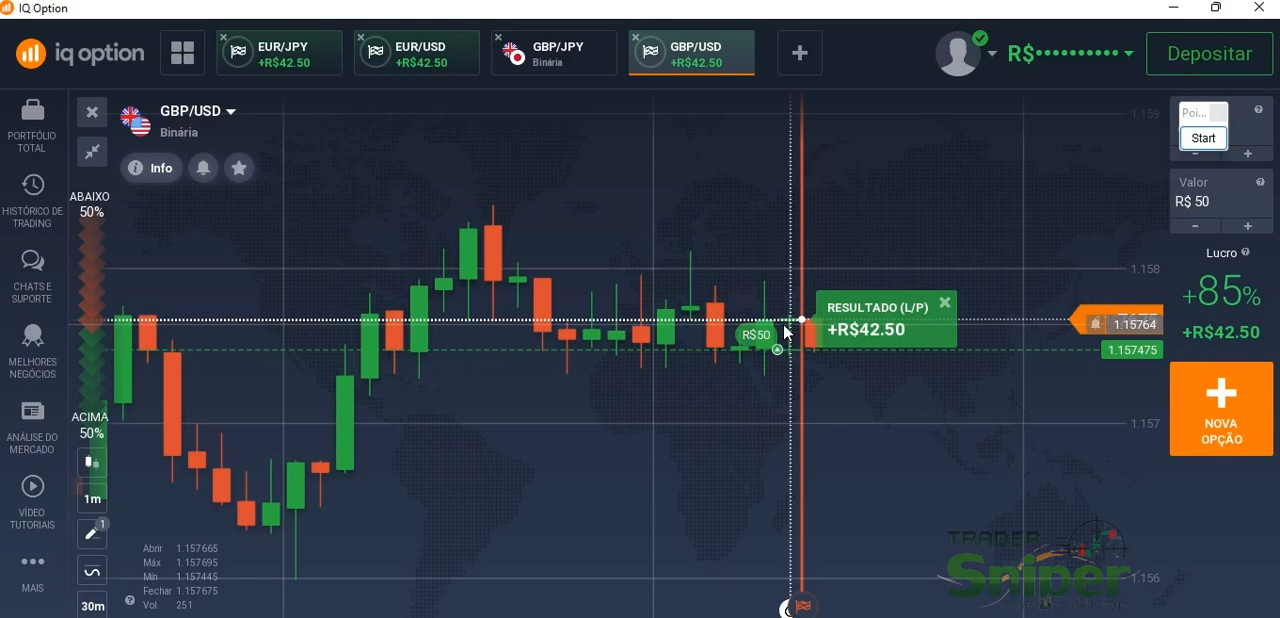 IQ Option
iq option
EUR/JPY
+R$42.50
EUR/USD
+R$42.50
GBP/JPY
Binária
GBP/USD
+R$42.50
R$••••••••••
Depositar
PORTFÓLIO
TOTAL
HISTÓRICO DE
TRADING
CHATS E
SUPORTE
MELHORES
NEGÓCIOS
ANÁLISE DO
MERCADO
VÍDEO
TUTORIAIS
MAIS
GBP/USD
Binária
Info
ABAIXO
50%
ACIMA
50%
1m
1
30m
Abrir 1.157665
Máx 1.157695
Mín 1.157445
Fechar 1.157675
Vol. 251
R$50
RESULTADO (L/P)
+R$42.50
1.159
1.158
1.15764
1.157475
1.157
1.156
TRADER
Sniper
Poi...
Start
Valor
R$ 50
Lucro
+85%
+R$42.50
NOVA
OPÇÃO